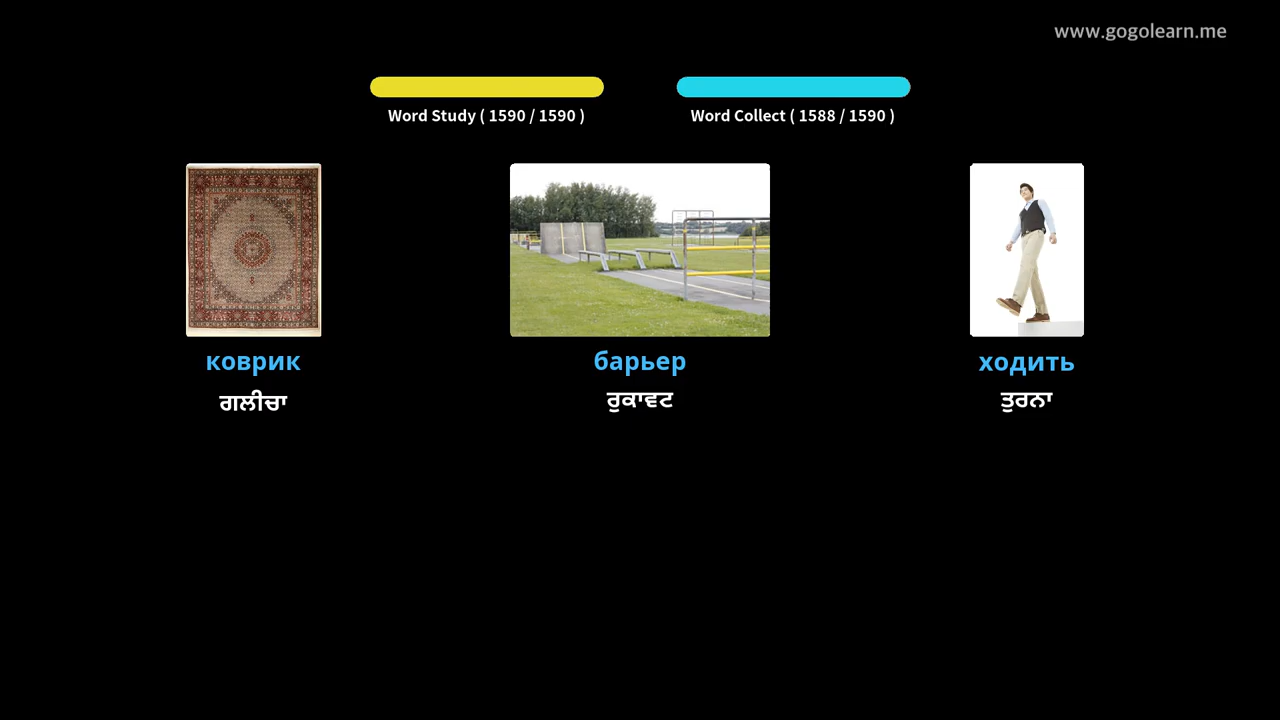 www.gogolearn.me
Word Study ( 1590 / 1590 )
Word Collect ( 1588 / 1590 )
коврик
барьер
ходить
ਗਲੀਚਾ
ਰੁਕਾਵਟ
ਤੁਰਨਾ